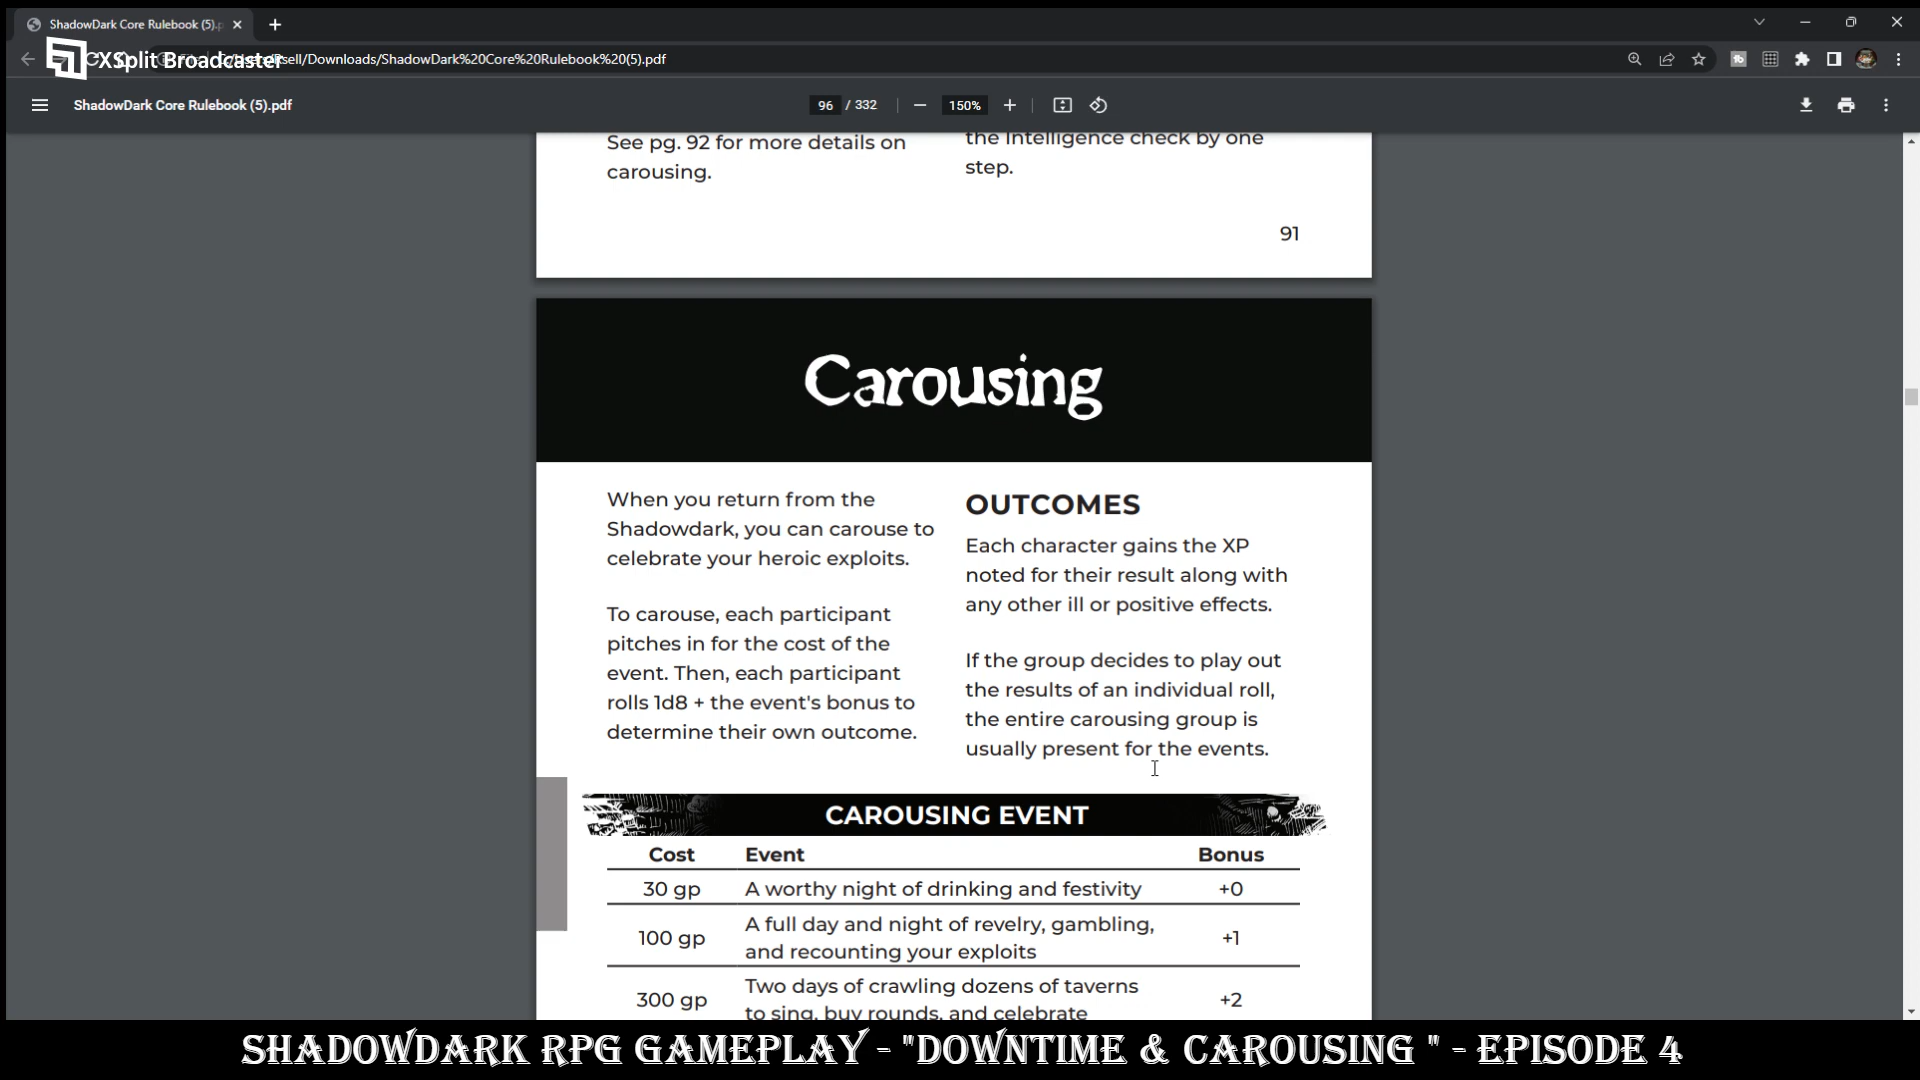 ShadowDark Core Rulebook (5).p
XSplit Broadcaster
sell/Downloads/ShadowDark%20Core%20Rulebook%20(5).pdf
ShadowDark Core Rulebook (5).pdf
96 / 332
150%
See pg. 92 for more details on
carousing.
the Intelligence check by one
step.
91
Carousing
When you return from the
Shadowdark, you can carouse to
celebrate your heroic exploits.
To carouse, each participant
pitches in for the cost of the
event. Then, each participant
rolls 1d8 + the event's bonus to
determine their own outcome.
OUTCOMES
Each character gains the XP
noted for their result along with
any other ill or positive effects.
If the group decides to play out
the results of an individual roll,
the entire carousing group is
usually present for the events.
CAROUSING EVENT
Cost Event Bonus
30 gp A worthy night of drinking and festivity +0
100 gp A full day and night of revelry, gambling, +1
and recounting your exploits
300 gp Two days of crawling dozens of taverns +2
to sing, buy rounds, and celebrate
SHADOWDARK RPG GAMEPLAY - "DOWNTIME & CAROUSING " - EPISODE 4